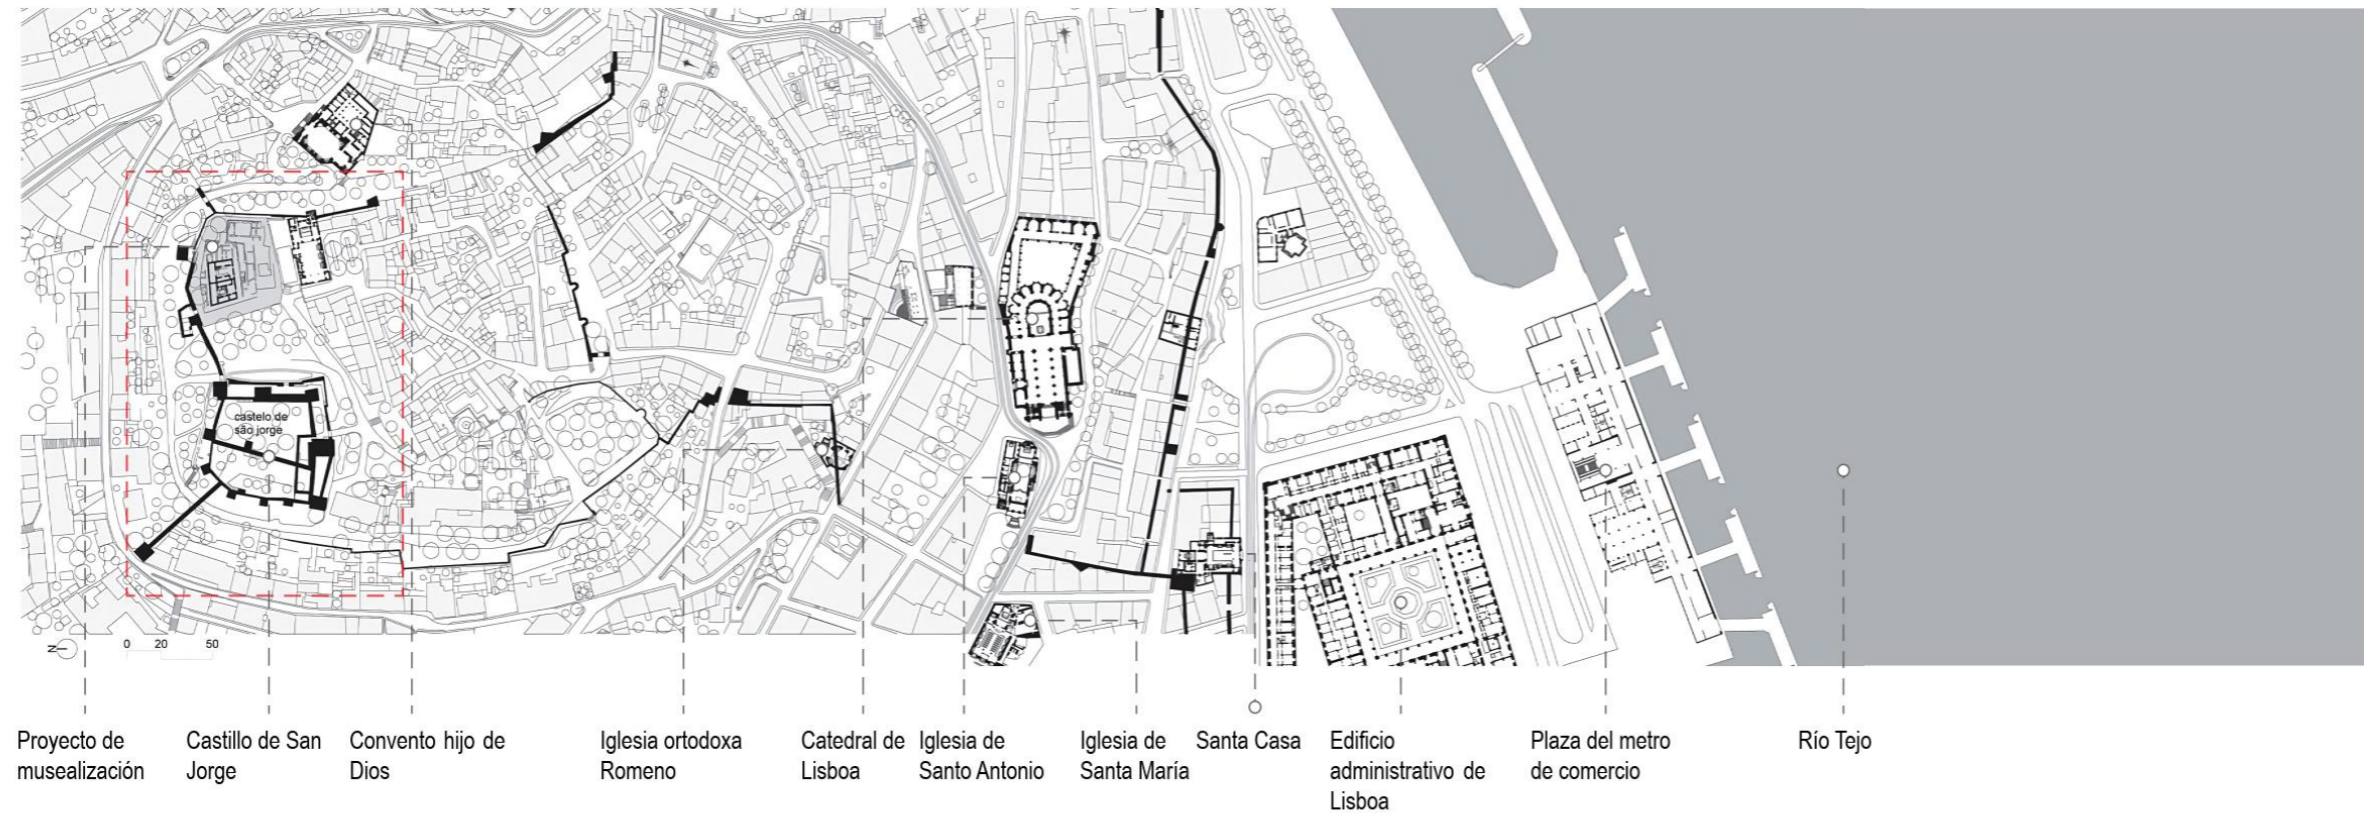 castelo de
são jorge
N
0 20 50
Proyecto de
musealización
Castillo de San
Jorge
Convento hijo de
Dios
Iglesia ortodoxa
Romeno
Catedral de
Lisboa
Iglesia de
Santo Antonio
Iglesia de
Santa María
Santa Casa
Edificio
administrativo de
Lisboa
Plaza del metro
de comercio
Río Tejo